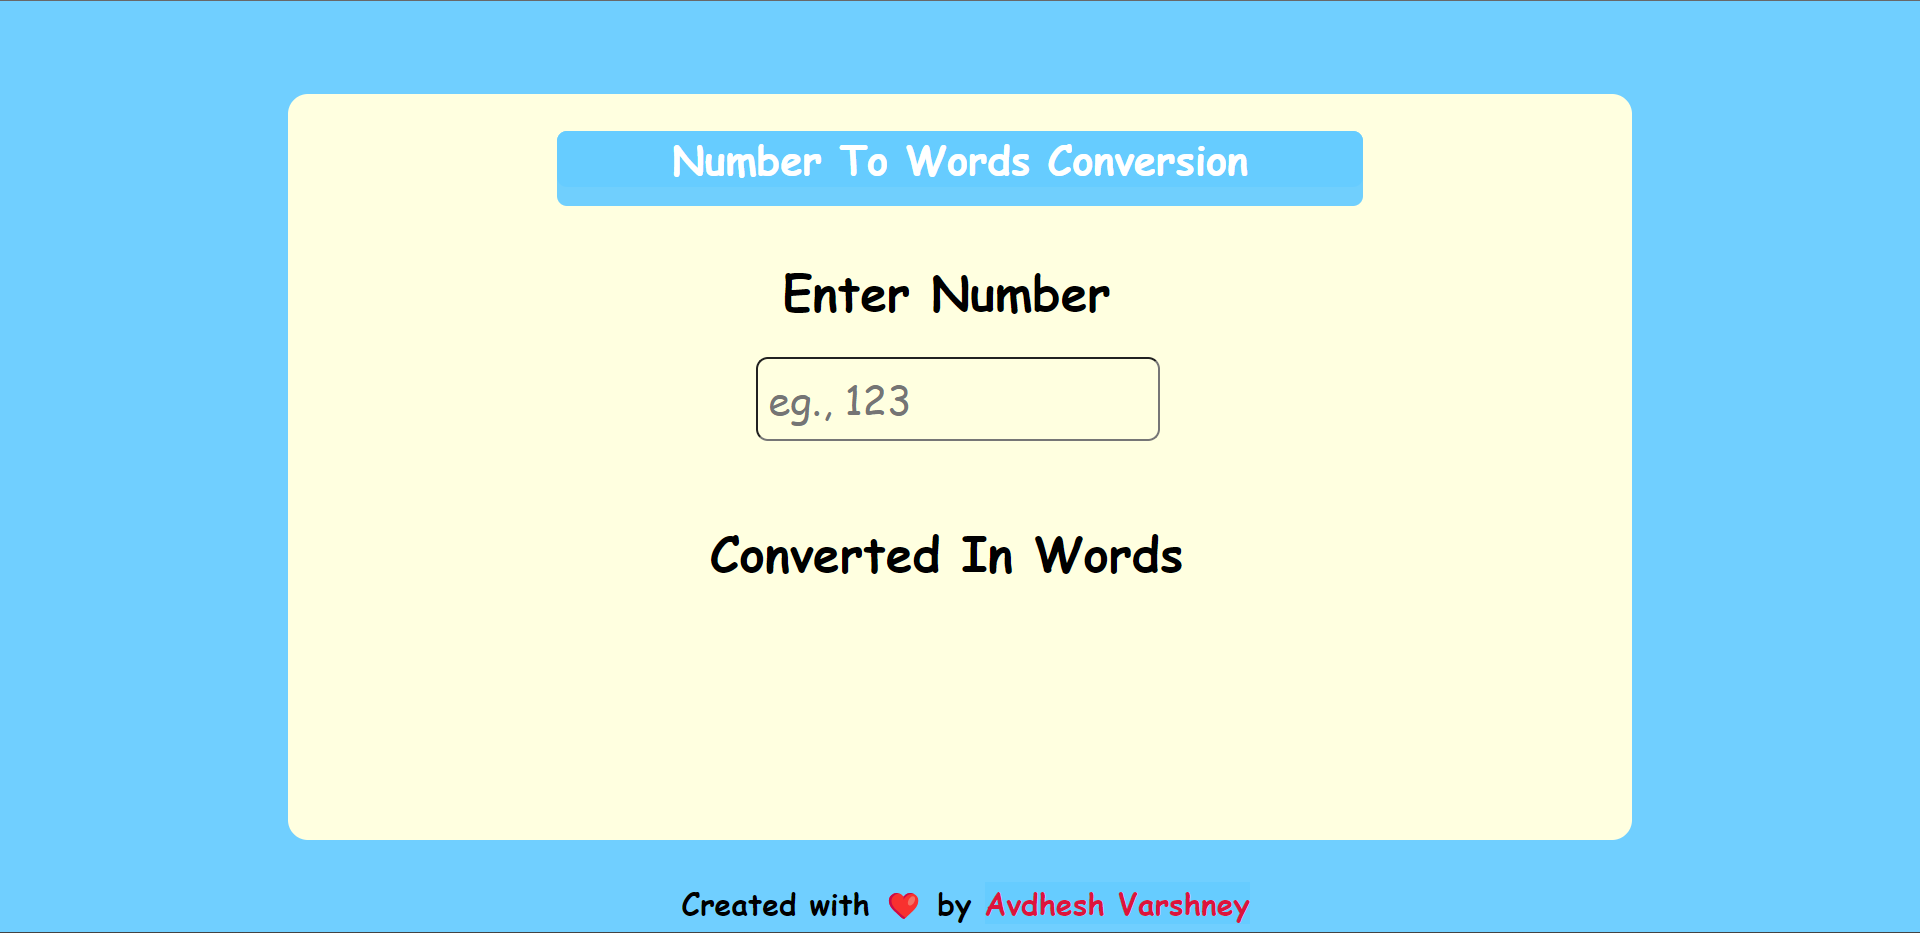 Number To Words Conversion
Enter Number
eg., 123
Converted In Words
Created with ❤️ by Avdhesh Varshney